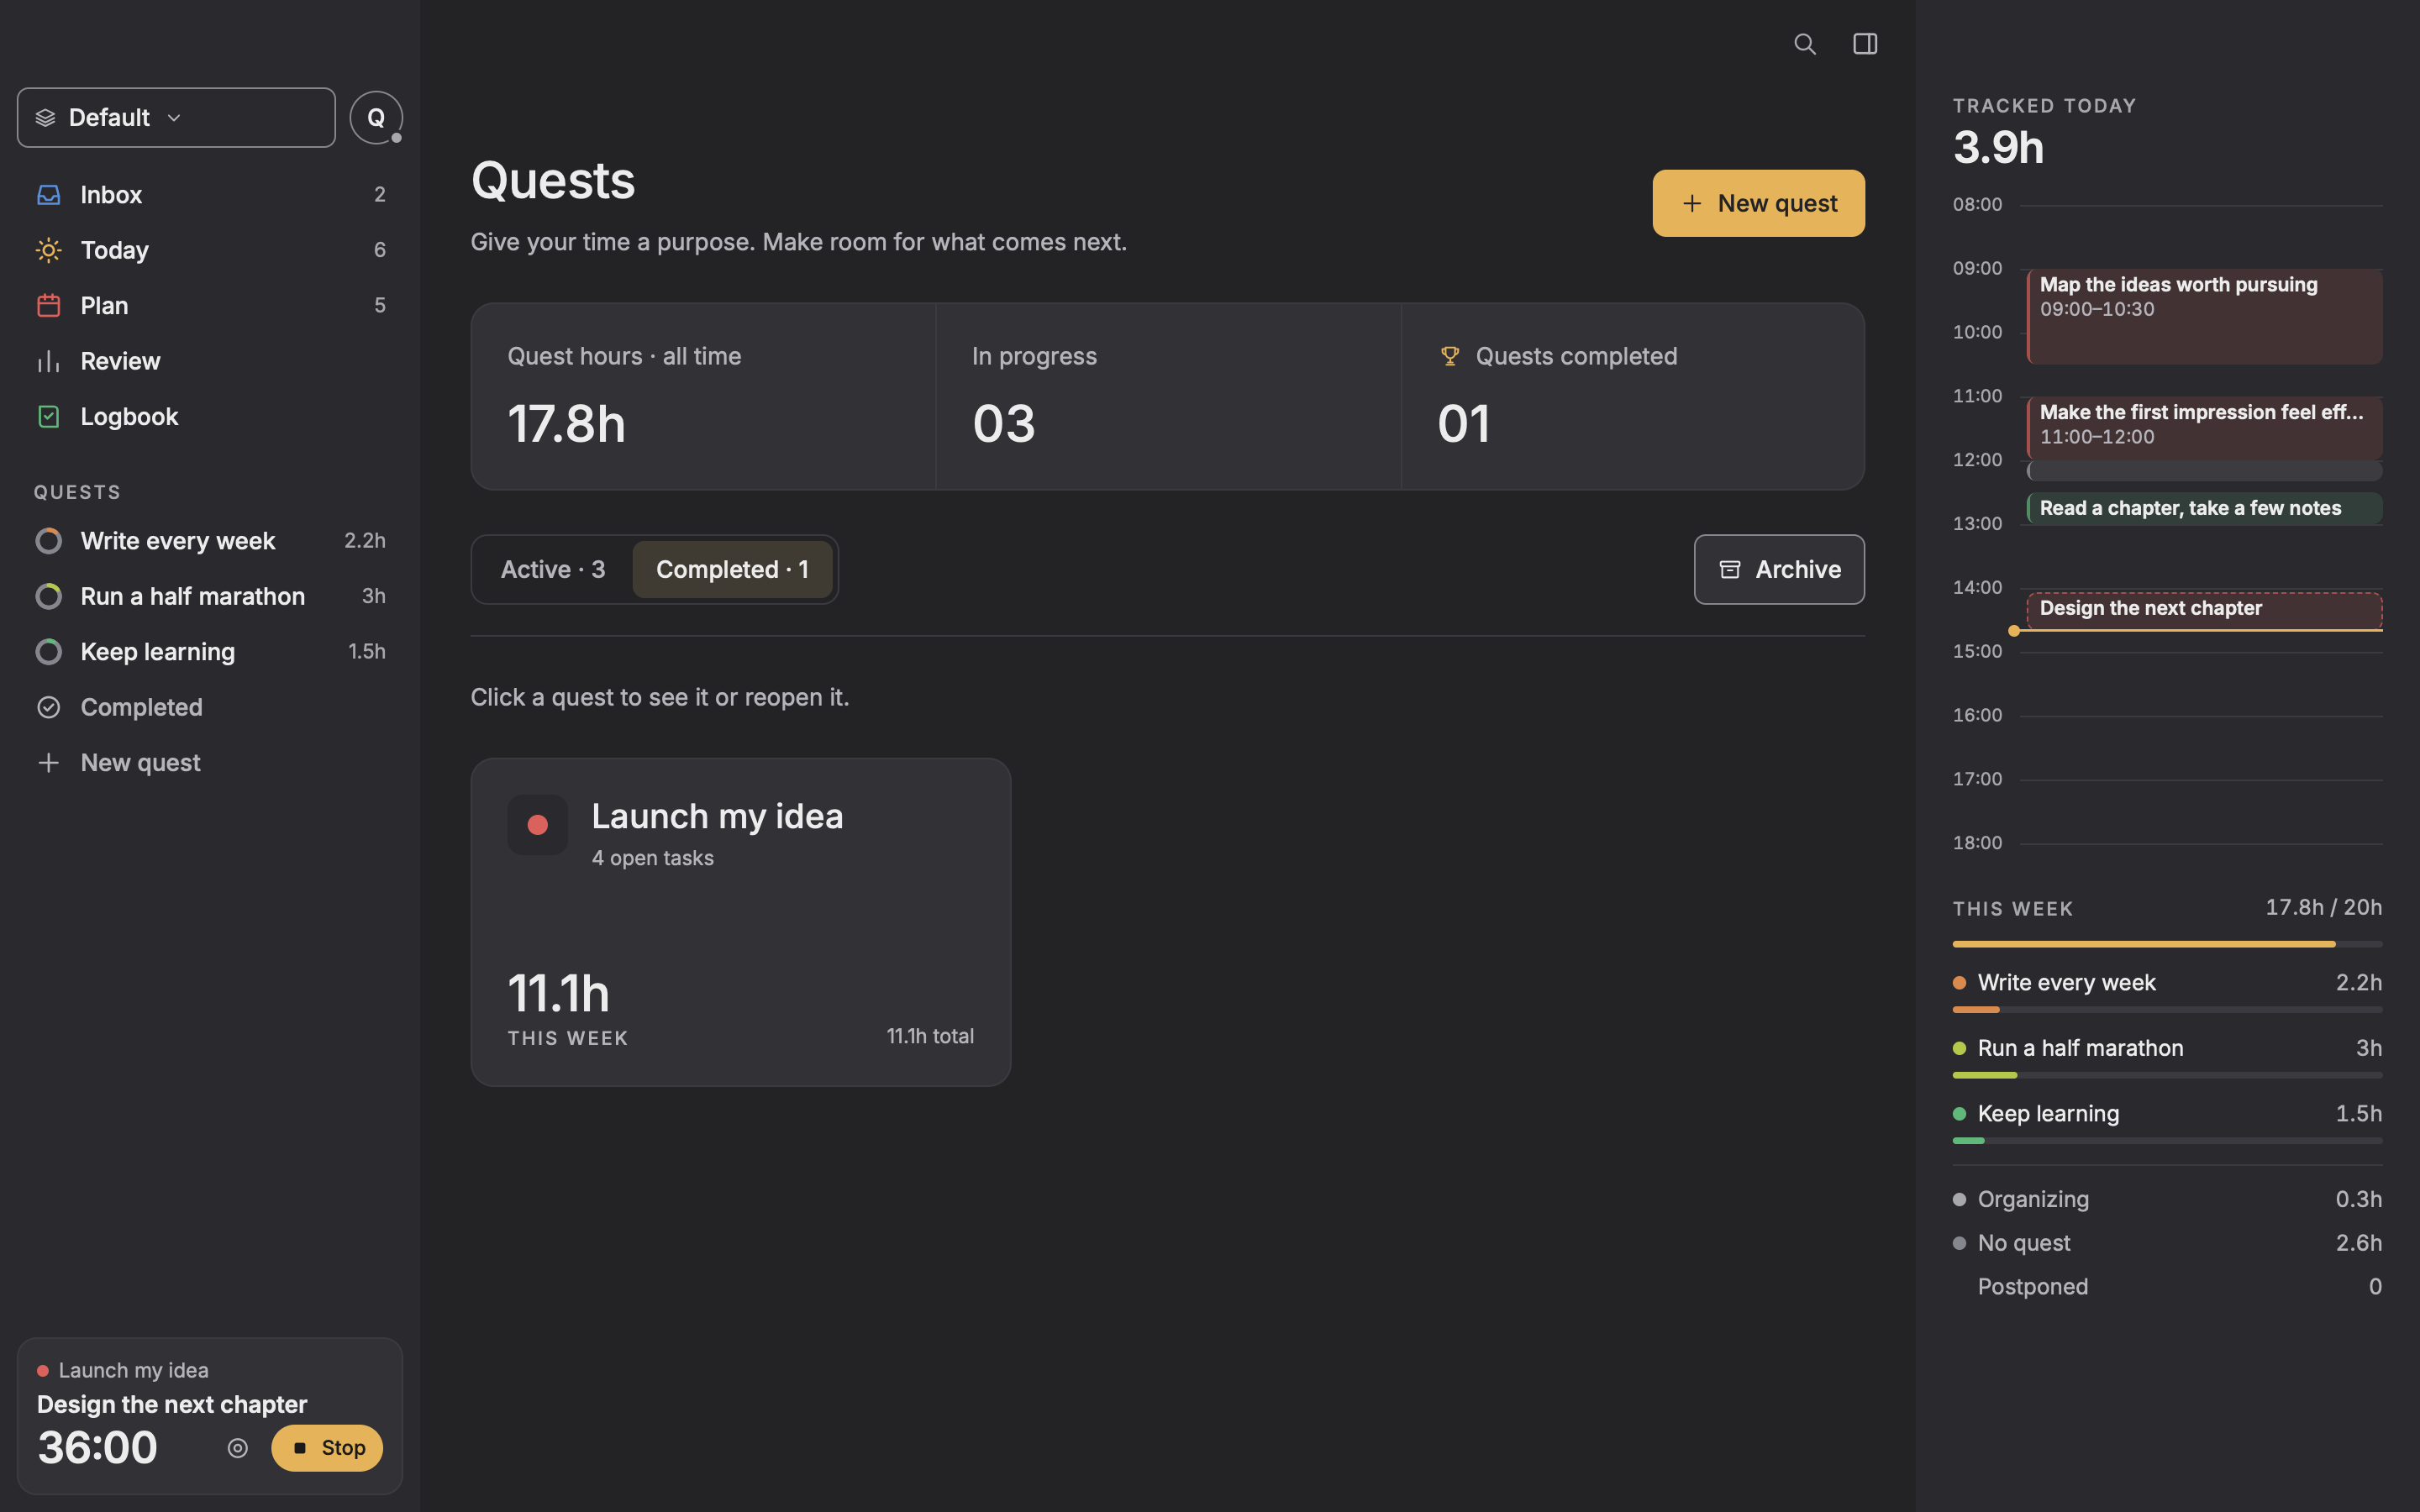 Default
Q
Inbox 2
Today 6
Plan 5
Review
Logbook
QUESTS
Write every week 2.2h
Run a half marathon 3h
Keep learning 1.5h
Completed
New quest
Launch my idea
Design the next chapter
36:00 Stop
Quests
Give your time a purpose. Make room for what comes next.
New quest
Quest hours · all time
17.8h
In progress
03
Quests completed
01
Active · 3 Completed · 1
Archive
Click a quest to see it or reopen it.
Launch my idea
4 open tasks
11.1h
THIS WEEK 11.1h total
TRACKED TODAY
3.9h
08:00
09:00
Map the ideas worth pursuing
09:00–10:30
10:00
11:00
Make the first impression feel eff...
11:00–12:00
12:00
Read a chapter, take a few notes
13:00
14:00
Design the next chapter
15:00
16:00
17:00
18:00
THIS WEEK 17.8h / 20h
Write every week 2.2h
Run a half marathon 3h
Keep learning 1.5h
Organizing 0.3h
No quest 2.6h
Postponed 0